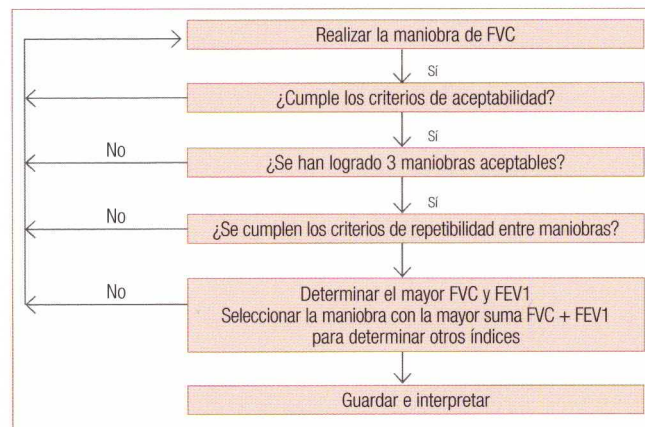 Realizar la maniobra de FVC
Sí
¿Cumple los criterios de aceptabilidad?
Sí
No
¿Se han logrado 3 maniobras aceptables?
Sí
No
¿Se cumplen los criterios de repetibilidad entre maniobras?
No
Determinar el mayor FVC y FEV1
Seleccionar la maniobra con la mayor suma FVC + FEV1
para determinar otros índices
Guardar e interpretar